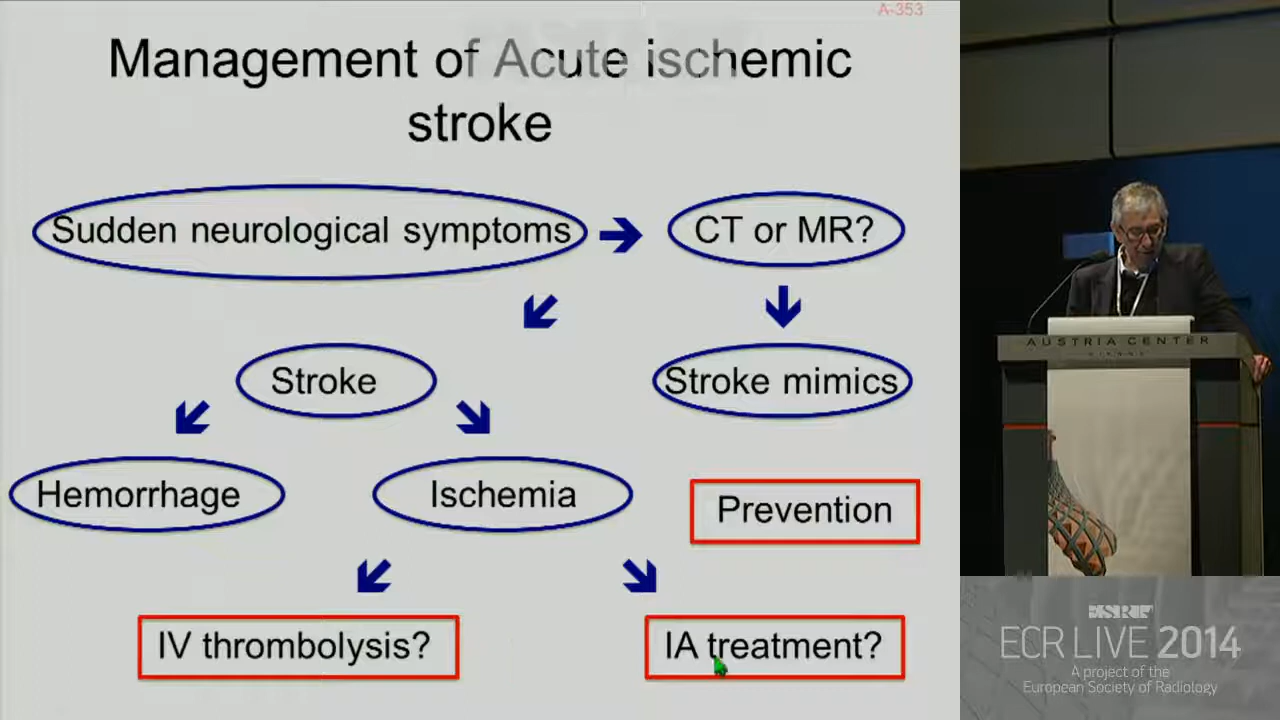 A-353
Management of Acute ischemic
stroke
Sudden neurological symptoms
CT or MR?
Stroke
Stroke mimics
Hemorrhage
Ischemia
Prevention
IV thrombolysis?
IA treatment?
AUSTRIA CENTER
ECR LIVE 2014
A project of the
European Society of Radiology